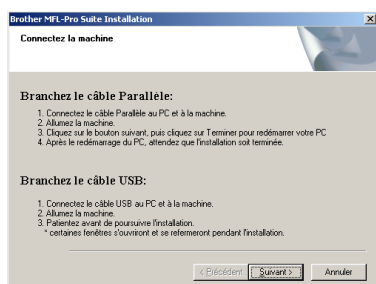 Brother MFL-Pro Suite Installation
Connectez la machine
Branchez le câble Parallèle:
1. Connectez le câble Parallèle au PC et à la machine.
2. Allumez la machine.
3. Cliquez sur le bouton suivant, puis cliquez sur Terminer pour redémarrer votre PC
4. Après le redémarrage du PC, attendez que l'installation soit terminée.
Branchez le câble USB:
1. Connectez le câble USB au PC et à la machine.
2. Allumez la machine.
3. Patientez avant de poursuivre l'installation.
* certaines fenêtres s'ouvriront et se refermeront pendant l'installation.
< Précédent Suivant > Annuler